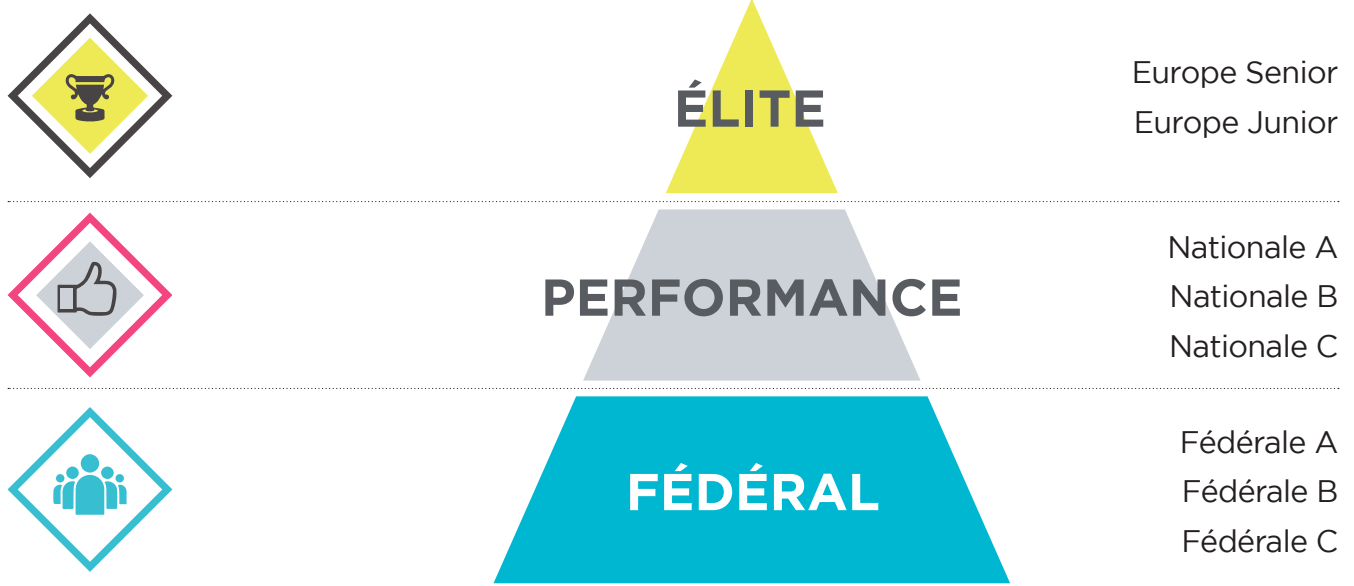 ÉLITE
Europe Senior
Europe Junior
PERFORMANCE
Nationale A
Nationale B
Nationale C
FÉDÉRAL
Fédérale A
Fédérale B
Fédérale C